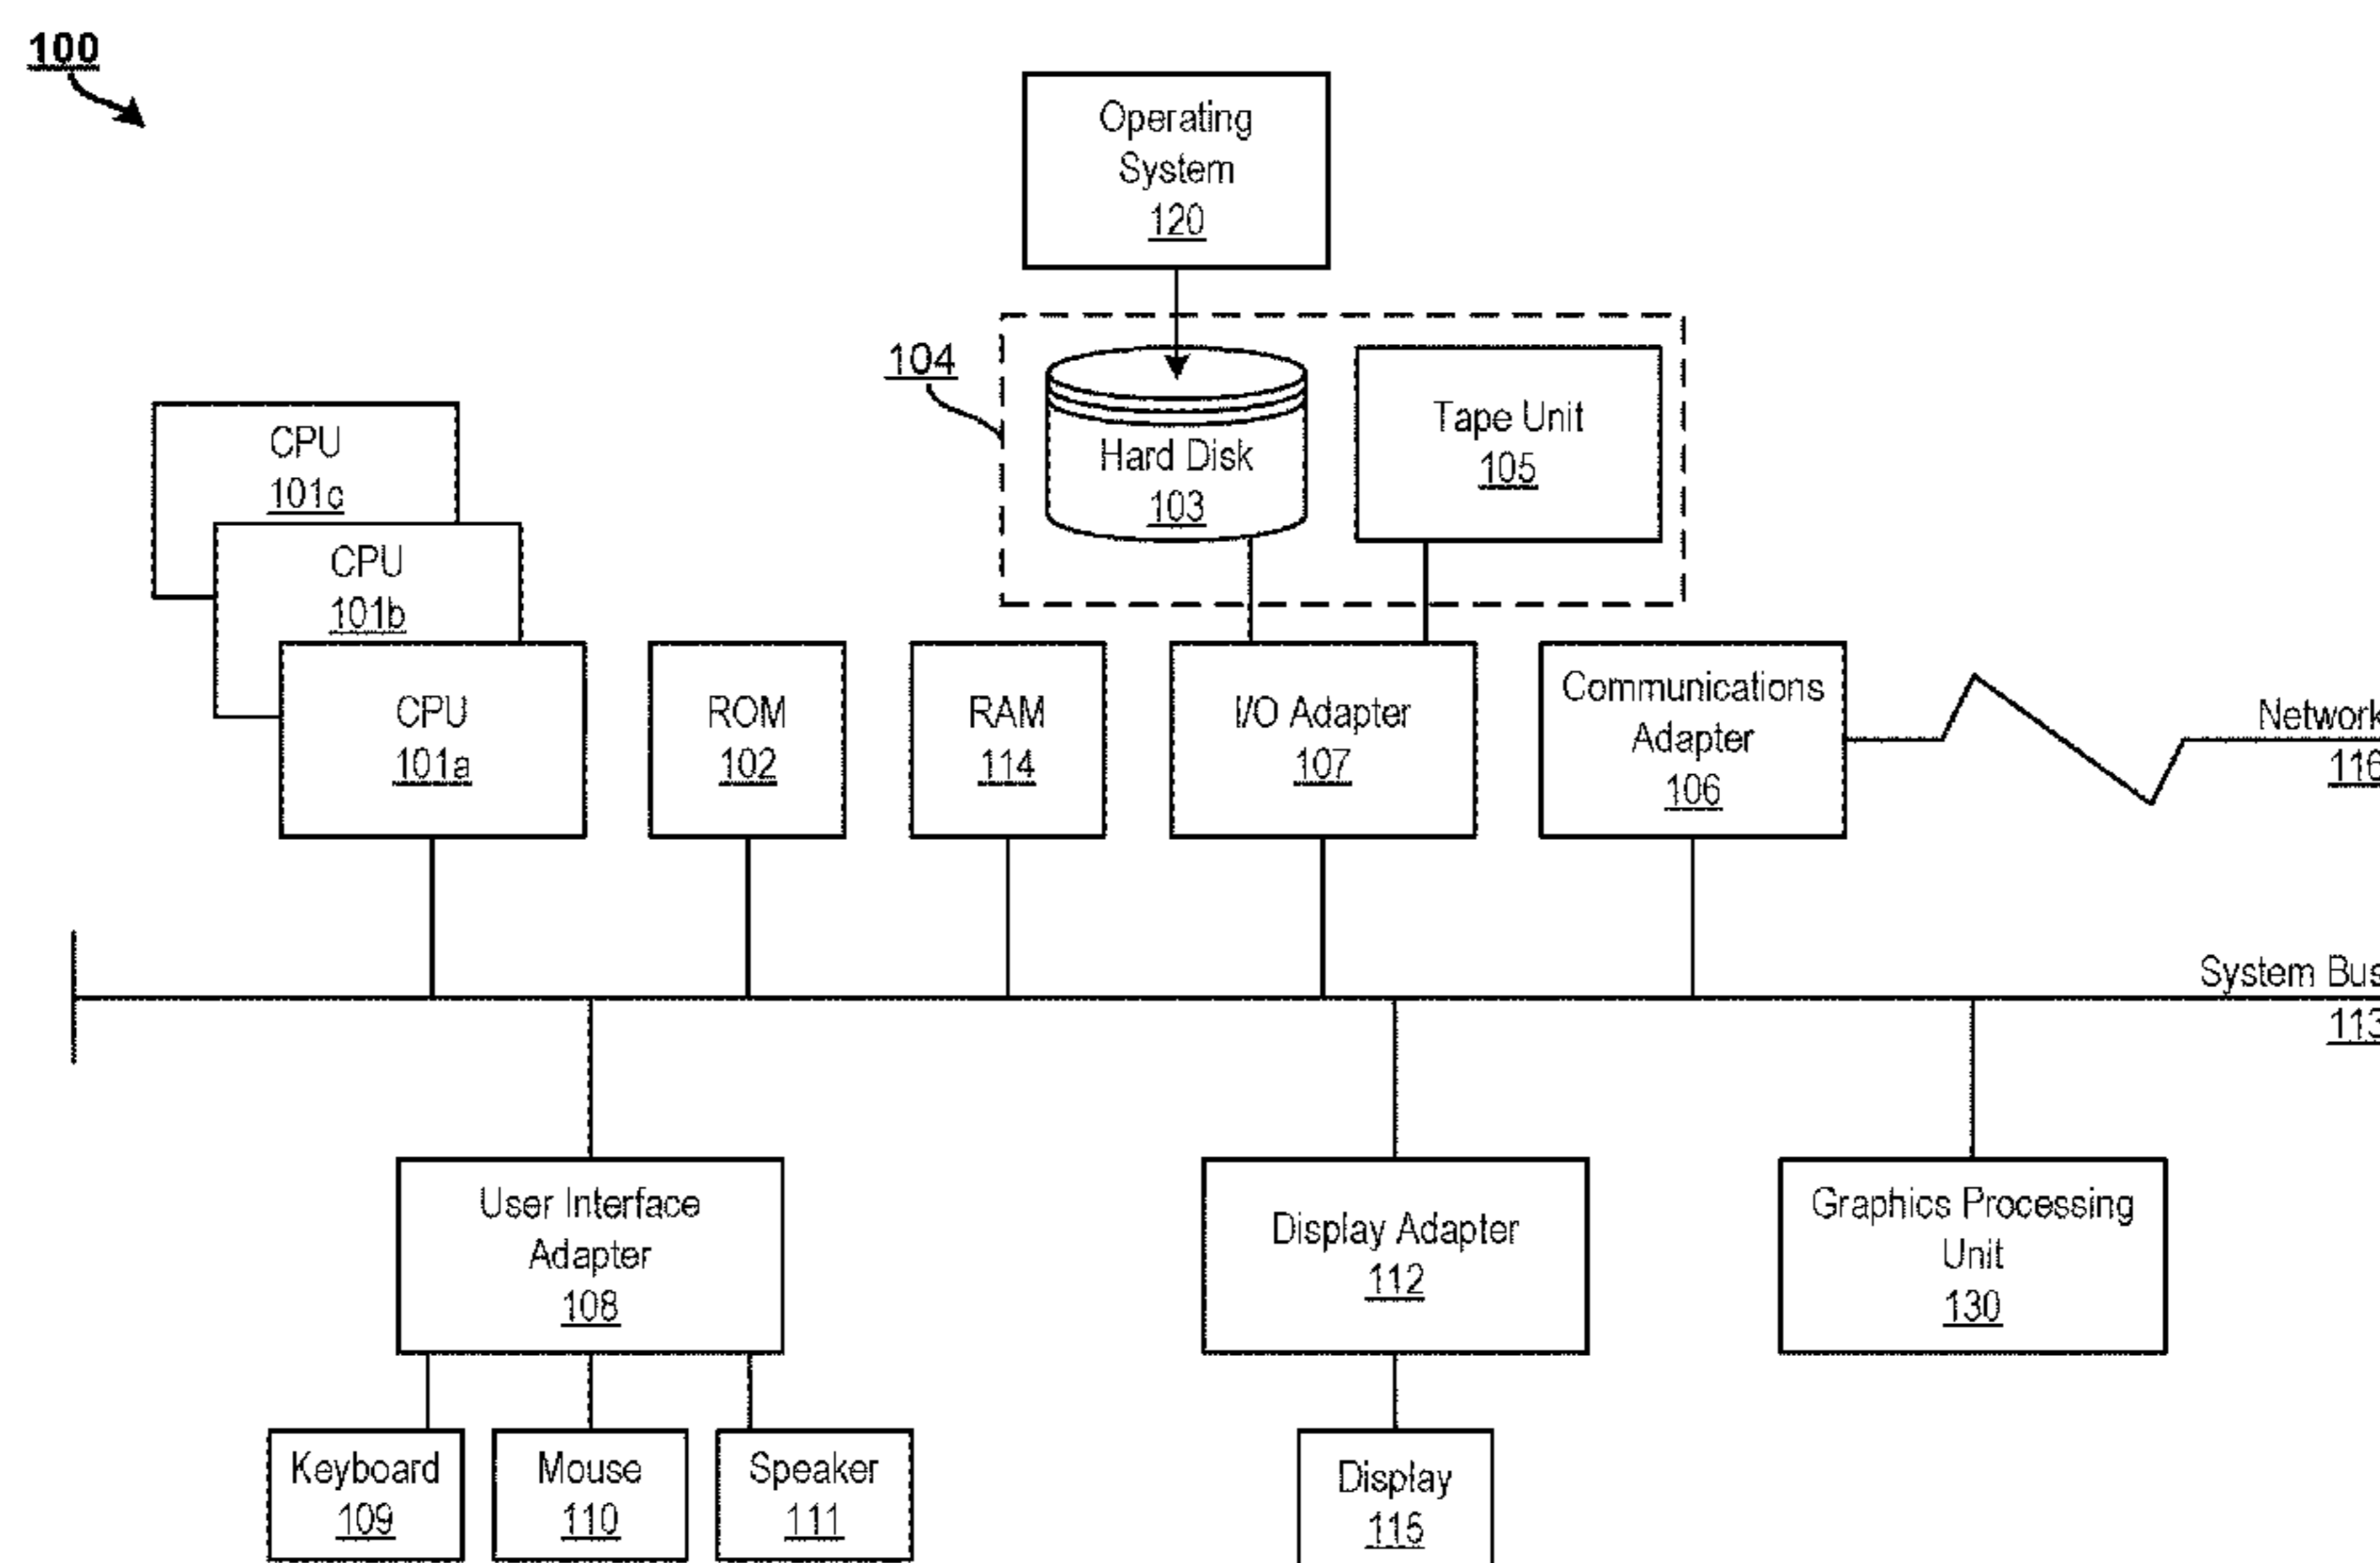 100
Operating
System
120
104
Hard Disk
103
Tape Unit
105
CPU
101c
CPU
101b
CPU
101a
ROM
102
RAM
114
I/O Adapter
107
Communications
Adapter
106
Network
116
System Bus
113
User Interface
Adapter
108
Display Adapter
112
Graphics Processing
Unit
130
Keyboard
109
Mouse
110
Speaker
111
Display
115